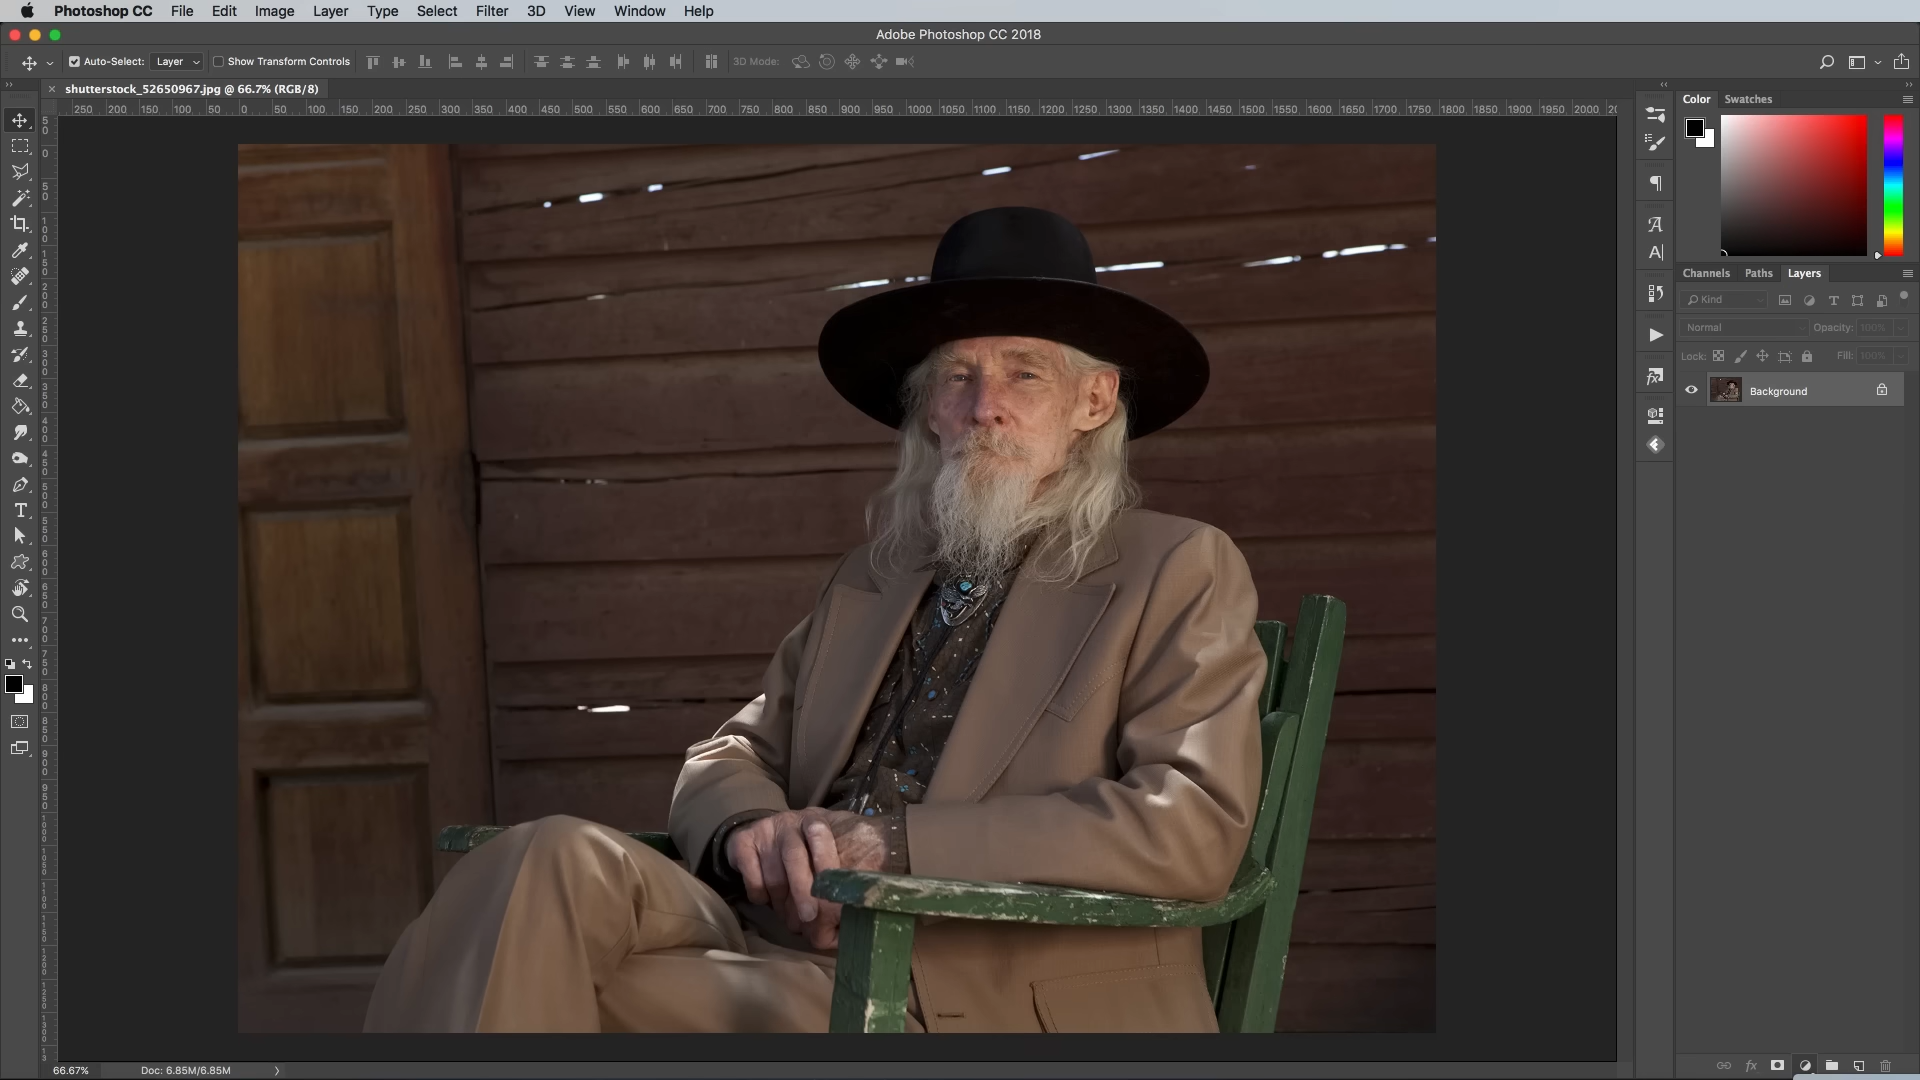 Photoshop CC File Edit Image Layer Type Select Filter 3D View Window Help
Adobe Photoshop CC 2018
Auto-Select: Layer Show Transform Controls 3D Mode:
shutterstock_52650967.jpg @ 66.7% (RGB/8)
250 200 150 100 50 0 50 100 150 200 250 300 350 400 450 500 550 600 650 700 750 800 850 900 950 1000 1050 1100 1150 1200 1250 1300 1350 1400 1450 1500 1550 1600 1650 1700 1750 1800 1850 1900 1950 2000
Color Swatches
Channels Paths Layers
Kind
Normal Opacity: 100%
Lock: Fill: 100%
Background
66.67% Doc: 6.85M/6.85M